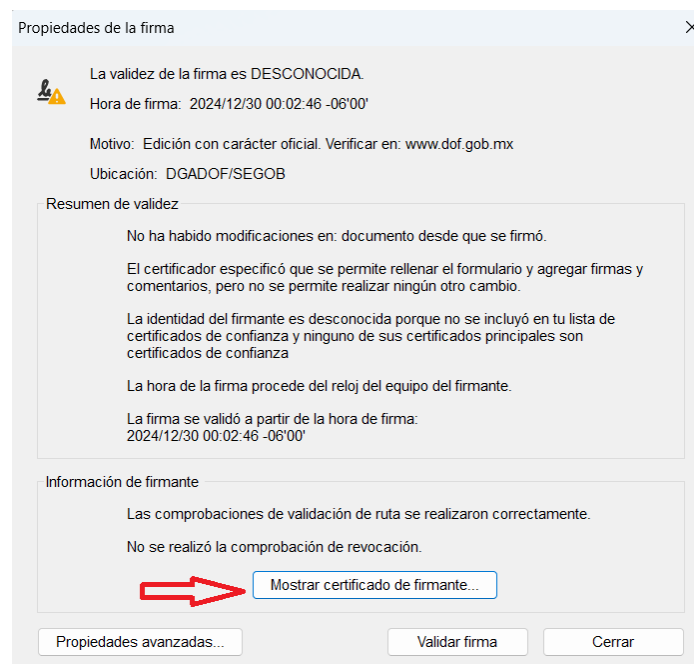 Propiedades de la firma
La validez de la firma es DESCONOCIDA.
Hora de firma: 2024/12/30 00:02:46 -06'00'
Motivo: Edición con carácter oficial. Verificar en: www.dof.gob.mx
Ubicación: DGADOF/SEGOB
Resumen de validez
No ha habido modificaciones en: documento desde que se firmó.
El certificador especificó que se permite rellenar el formulario y agregar firmas y
comentarios, pero no se permite realizar ningún otro cambio.
La identidad del firmante es desconocida porque no se incluyó en tu lista de
certificados de confianza y ninguno de sus certificados principales son
certificados de confianza
La hora de la firma procede del reloj del equipo del firmante.
La firma se validó a partir de la hora de firma:
2024/12/30 00:02:46 -06'00'
Información de firmante
Las comprobaciones de validación de ruta se realizaron correctamente.
No se realizó la comprobación de revocación.
Mostrar certificado de firmante...
Propiedades avanzadas...
Validar firma
Cerrar